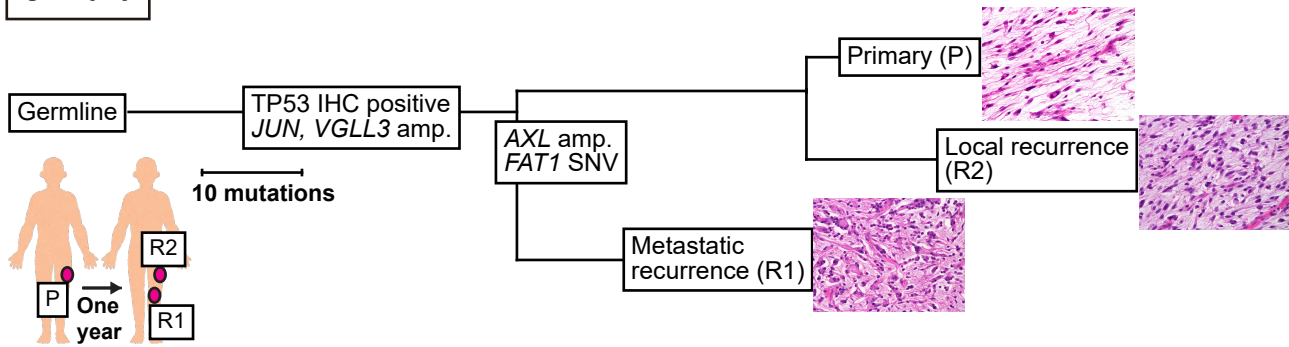 Germline
TP53 IHC positive
JUN, VGLL3 amp.
10 mutations
AXL amp.
FAT1 SNV
Primary (P)
Local recurrence
(R2)
Metastatic
recurrence (R1)
P
One
year
R2
R1